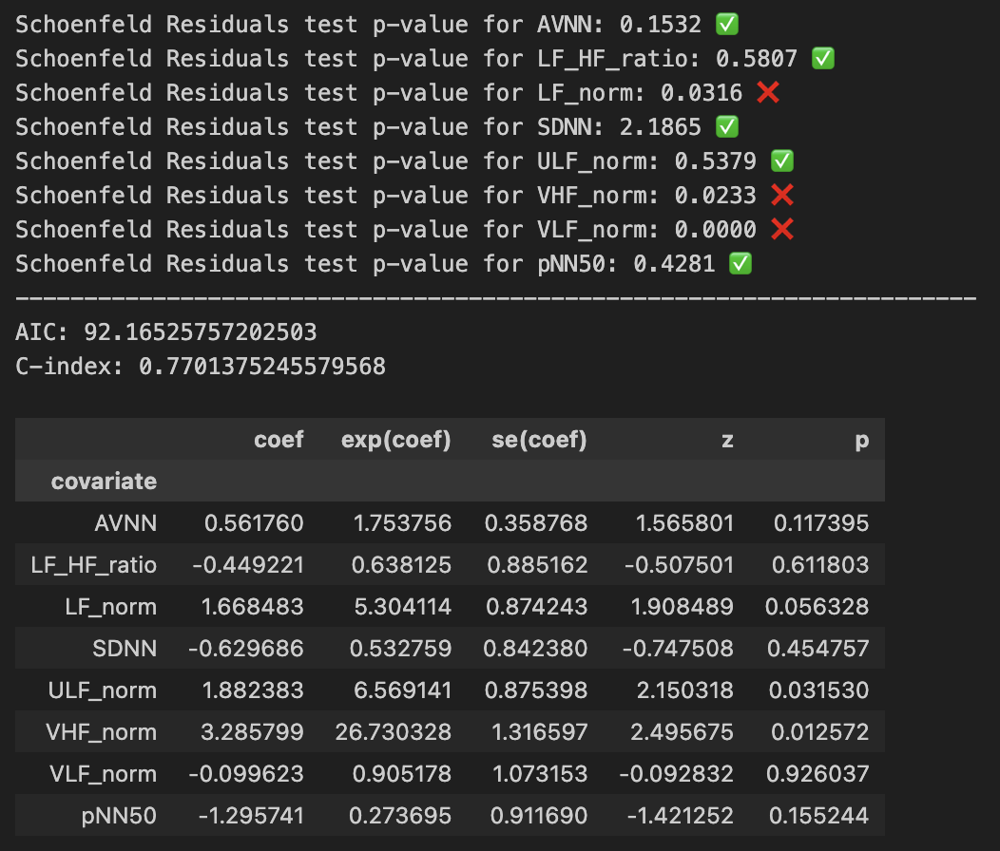 Schoenfeld Residuals test p-value for AVNN: 0.1532 ✅
Schoenfeld Residuals test p-value for LF_HF_ratio: 0.5807 ✅
Schoenfeld Residuals test p-value for LF_norm: 0.0316 ❌
Schoenfeld Residuals test p-value for SDNN: 2.1865 ✅
Schoenfeld Residuals test p-value for ULF_norm: 0.5379 ✅
Schoenfeld Residuals test p-value for VHF_norm: 0.0233 ❌
Schoenfeld Residuals test p-value for VLF_norm: 0.0000 ❌
Schoenfeld Residuals test p-value for pNN50: 0.4281 ✅
----------------------------------------------------------------------
AIC: 92.16525757202503
C-index: 0.7701375245579568
coef exp(coef) se(coef) z p
covariate
AVNN 0.561760 1.753756 0.358768 1.565801 0.117395
LF_HF_ratio -0.449221 0.638125 0.885162 -0.507501 0.611803
LF_norm 1.668483 5.304114 0.874243 1.908489 0.056328
SDNN -0.629686 0.532759 0.842380 -0.747508 0.454757
ULF_norm 1.882383 6.569141 0.875398 2.150318 0.031530
VHF_norm 3.285799 26.730328 1.316597 2.495675 0.012572
VLF_norm -0.099623 0.905178 1.073153 -0.092832 0.926037
pNN50 -1.295741 0.273695 0.911690 -1.421252 0.155244